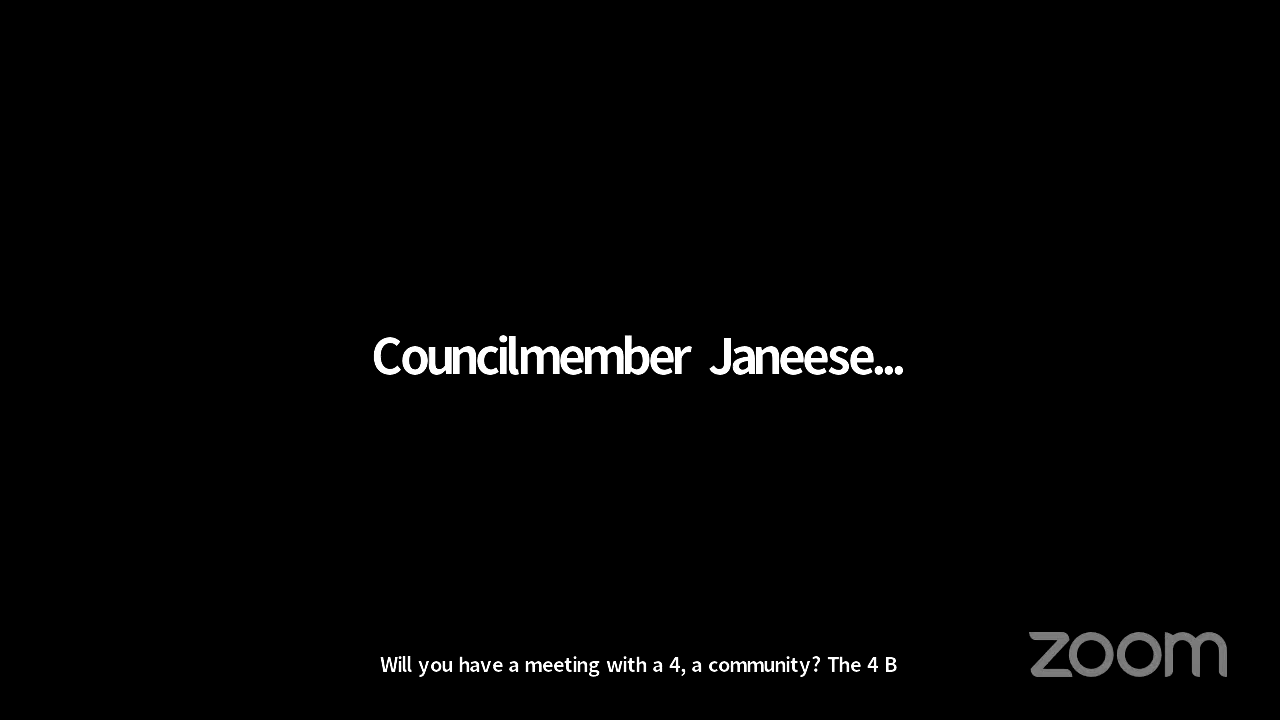 Councilmember Janeese...
Will you have a meeting with a 4, a community? The 4 B
zoom